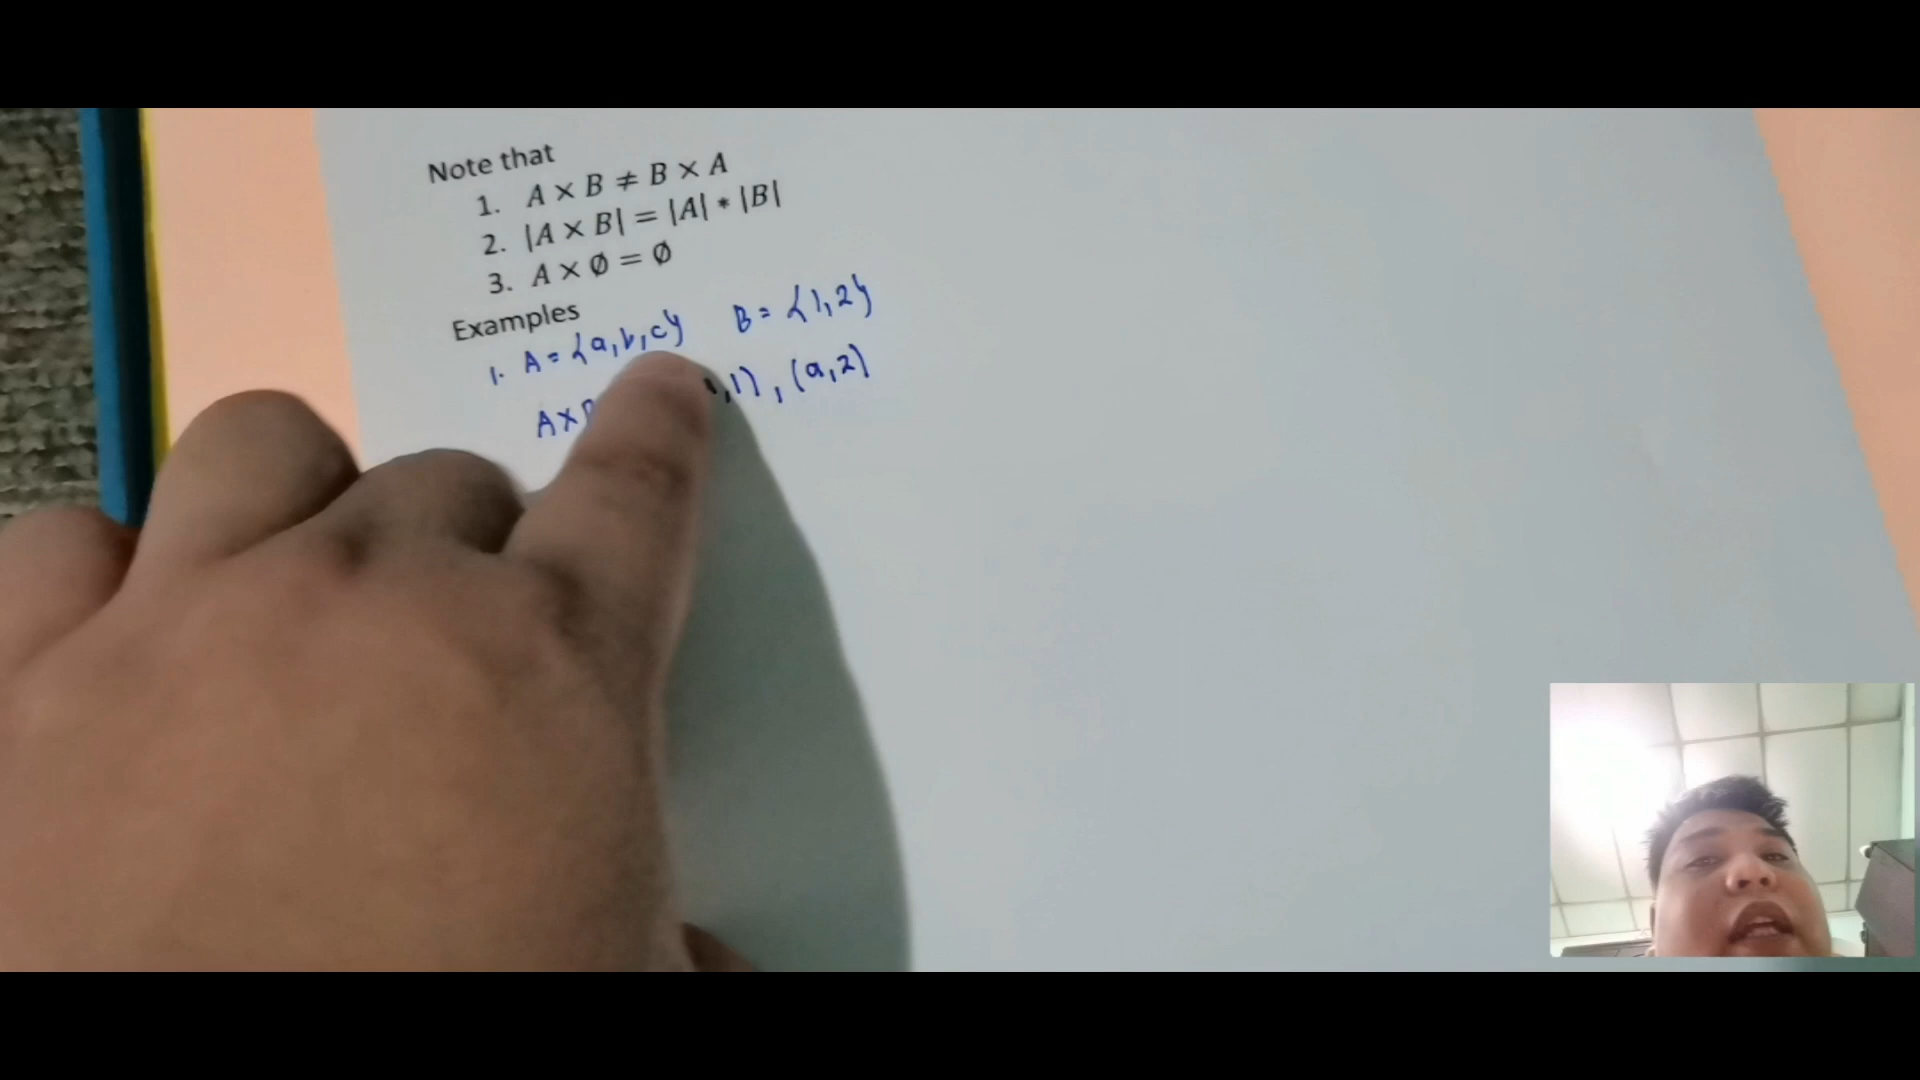 Note that
1. A × B ≠ B × A
2. |A × B| = |A| * |B|
3. A × ∅ = ∅
Examples
1. A = {a, b, c} B = {1, 2}
A × ,1), (a,2)